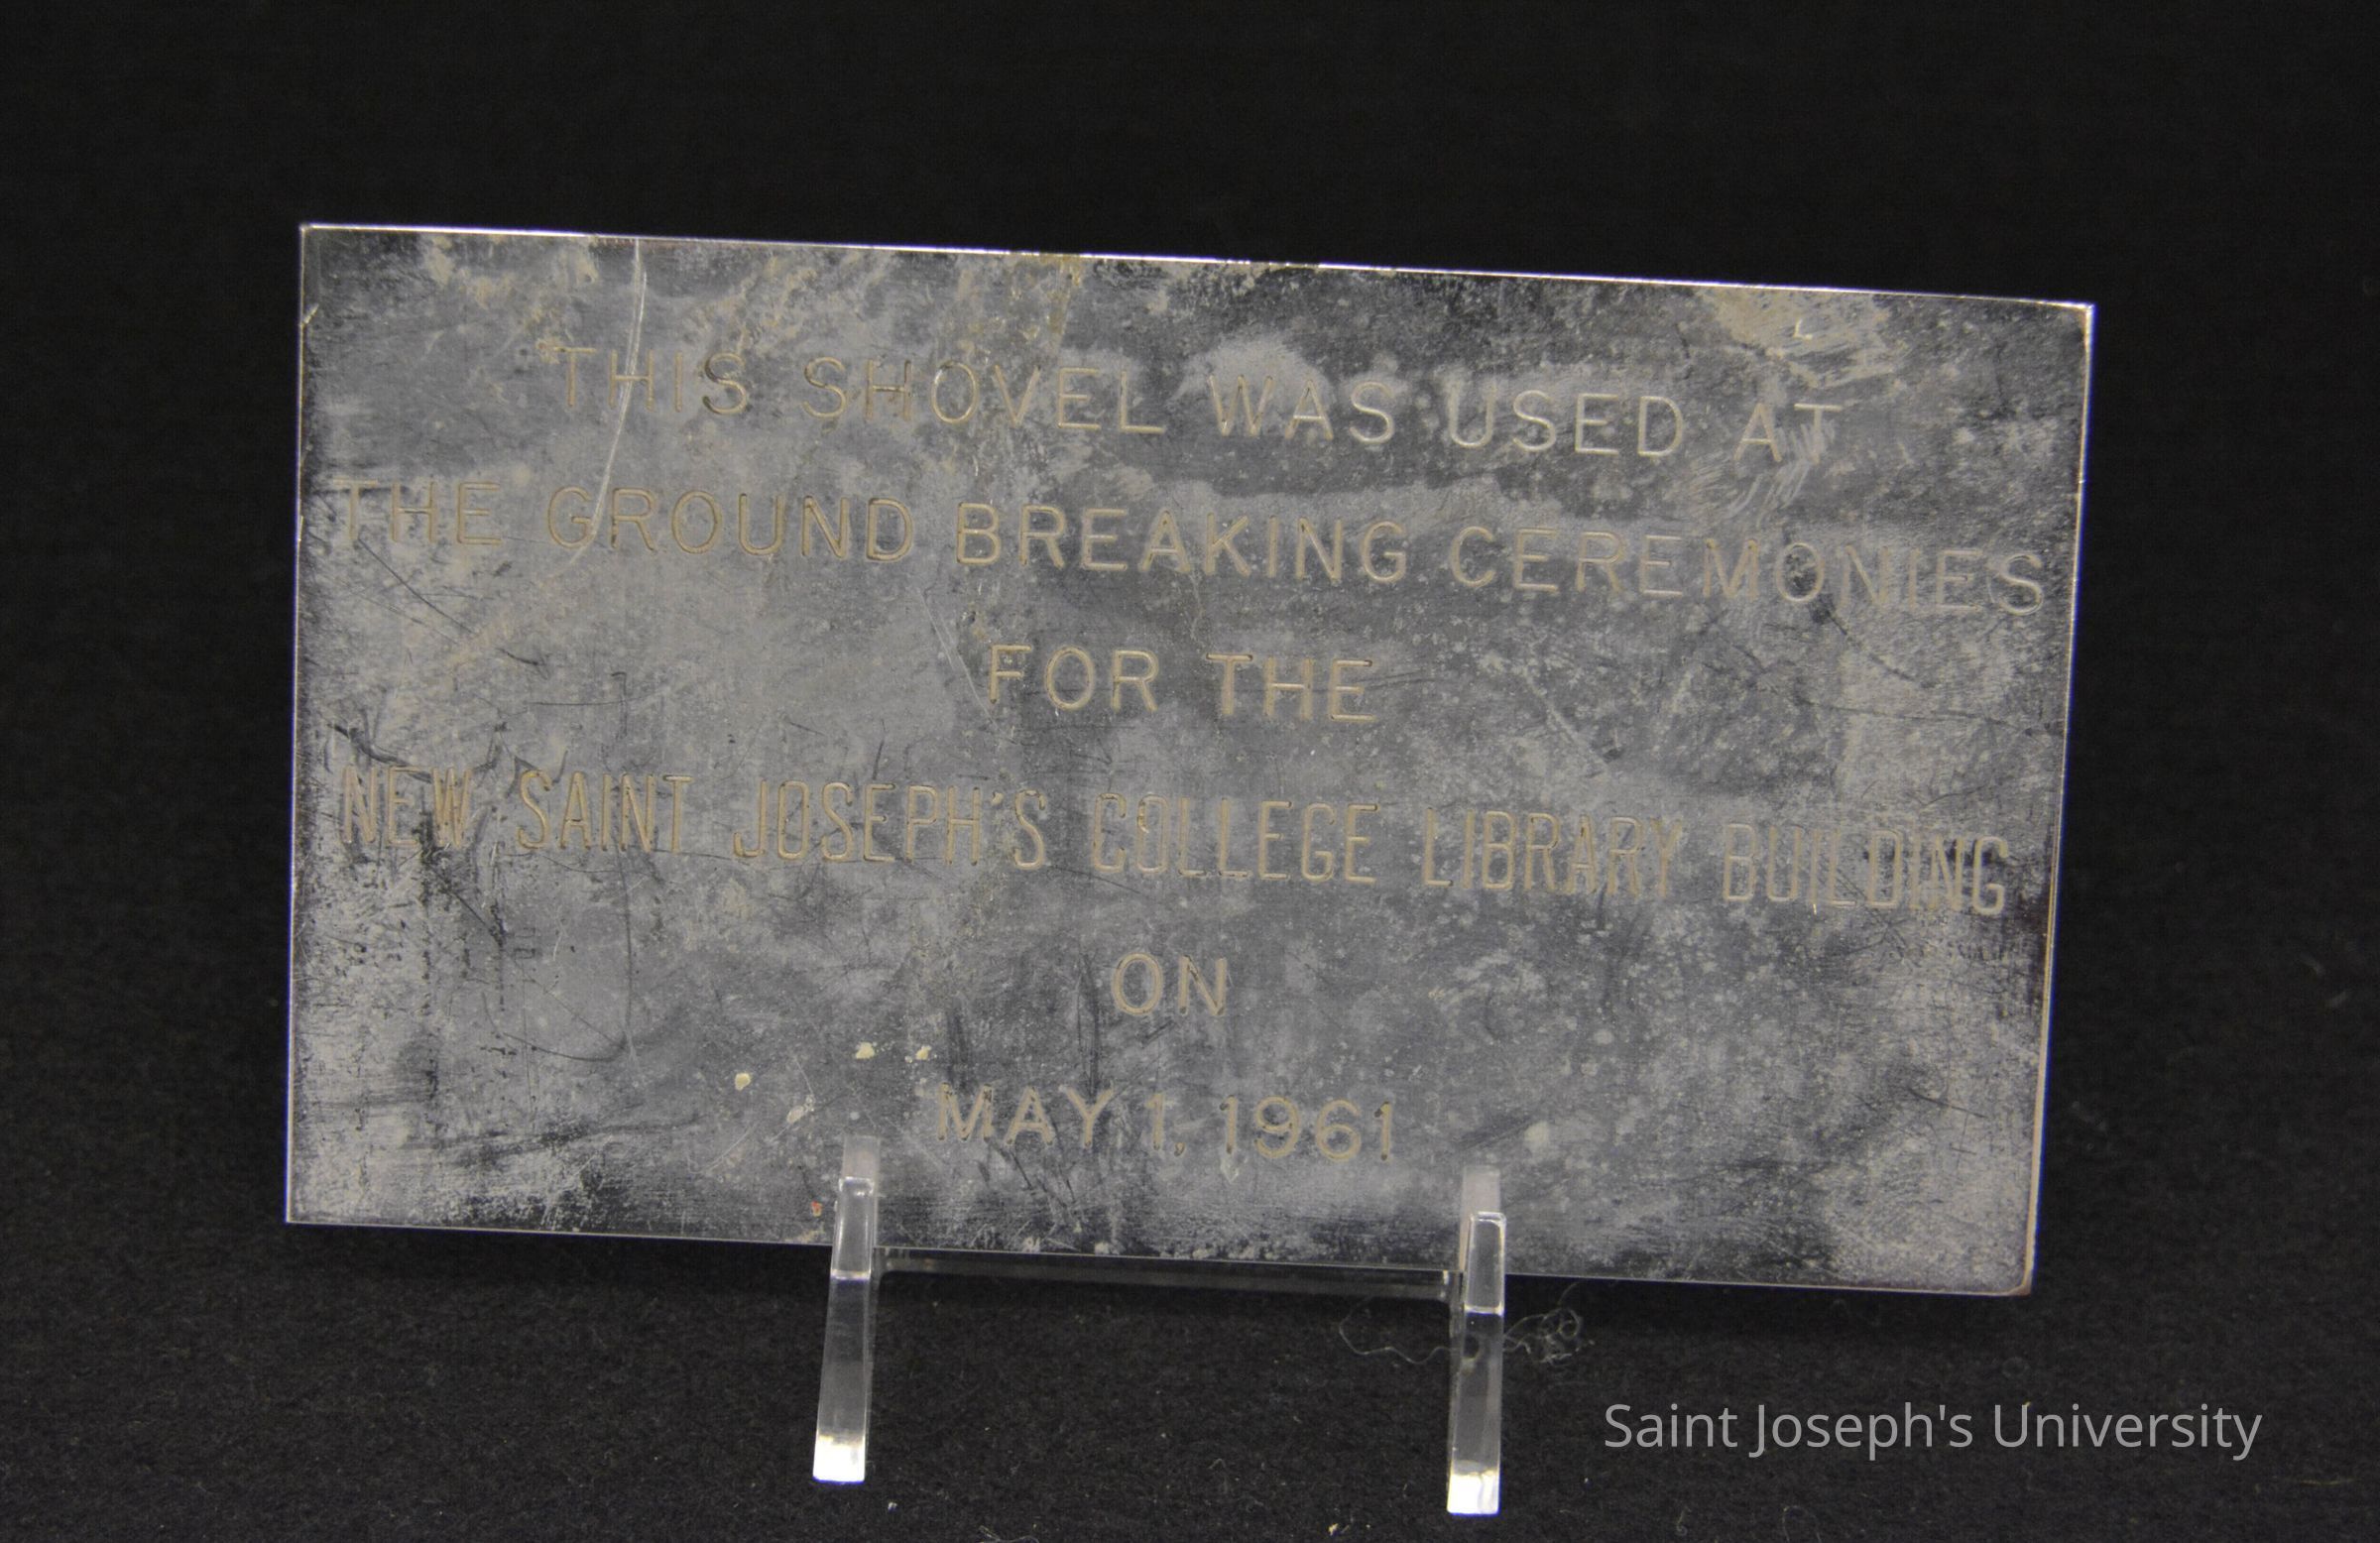 THIS SHOVEL WAS USED AT
THE GROUND BREAKING CEREMONIES
FOR THE
NEW SAINT JOSEPH'S COLLEGE LIBRARY BUILDING
ON
MAY 1, 1961
Saint Joseph's University